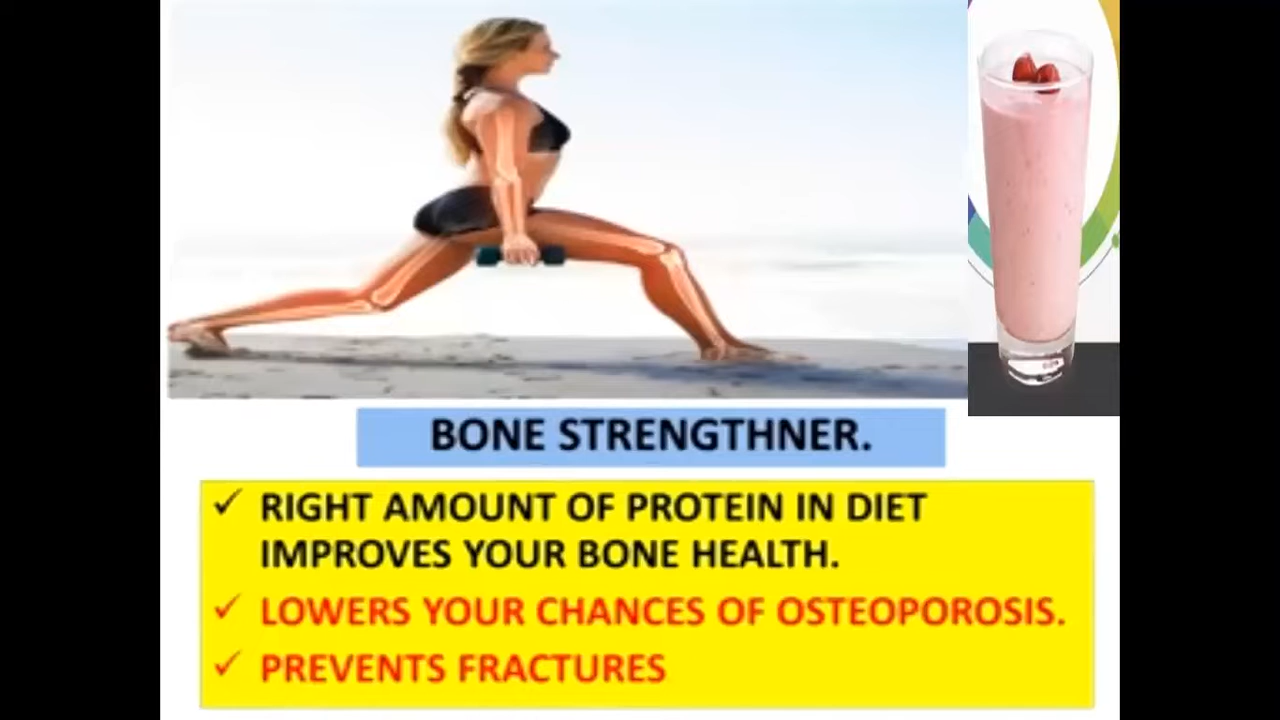 BONE STRENGTHNER.
✓ RIGHT AMOUNT OF PROTEIN IN DIET
IMPROVES YOUR BONE HEALTH.
✓ LOWERS YOUR CHANCES OF OSTEOPOROSIS.
✓ PREVENTS FRACTURES